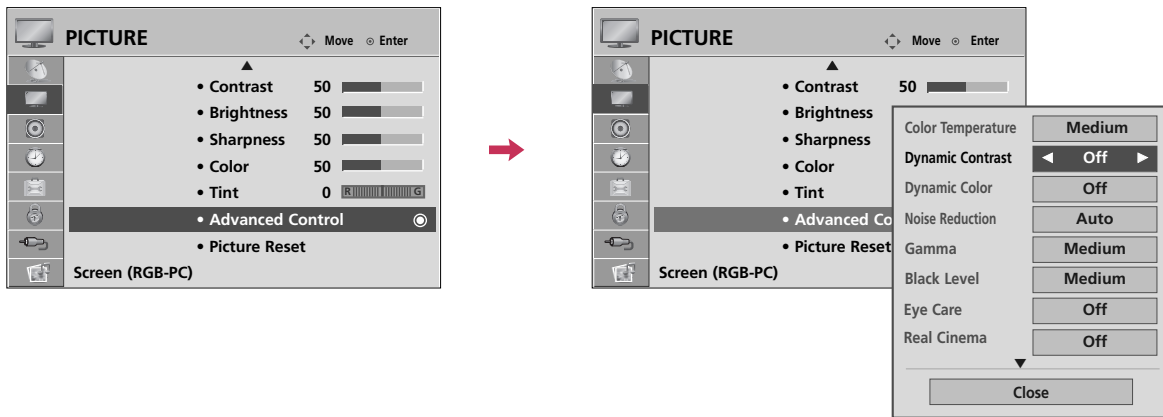 PICTURE Move Enter
• Contrast 50
• Brightness 50
• Sharpness 50
• Color 50
• Tint 0 R G
• Advanced Control
• Picture Reset
Screen (RGB-PC)
PICTURE Move Enter
• Contrast 50
• Brightness
• Sharpness
• Color
• Tint
• Advanced Co
• Picture Reset
Screen (RGB-PC)
Color Temperature Medium
Dynamic Contrast Off
Dynamic Color Off
Noise Reduction Auto
Gamma Medium
Black Level Medium
Eye Care Off
Real Cinema Off
Close